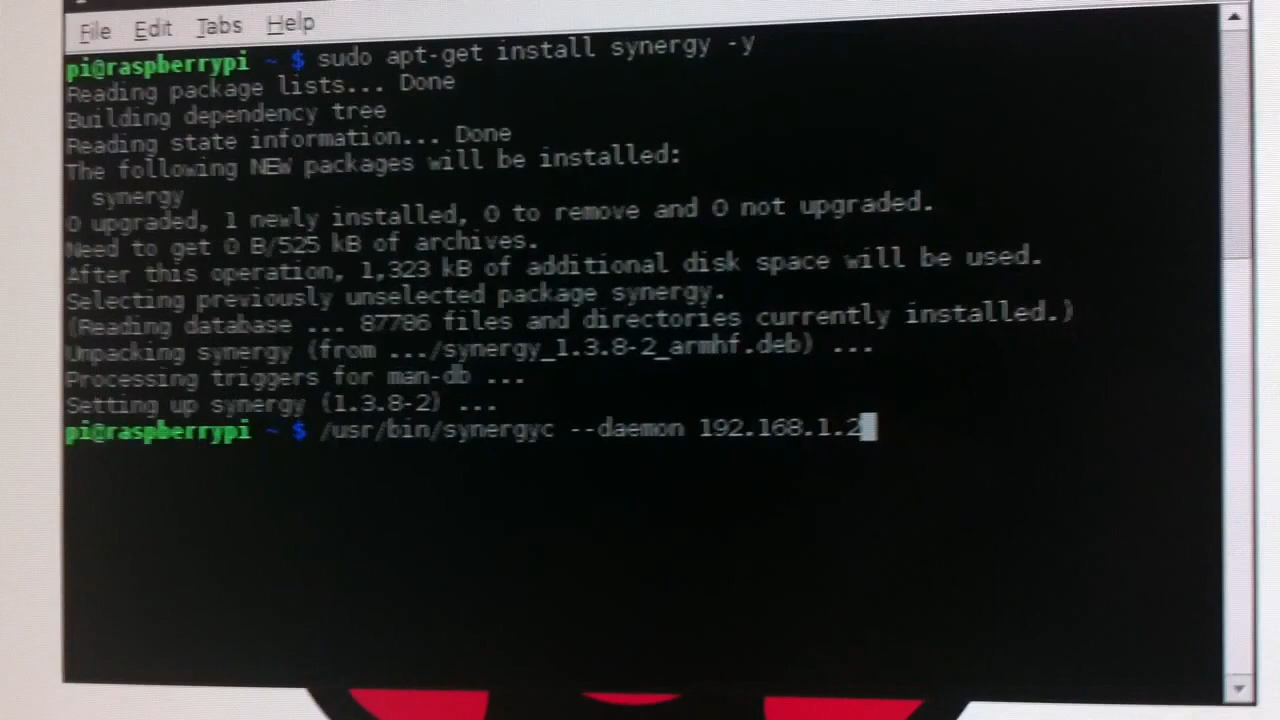 File Edit Tabs Help
pi@raspberrypi ~ $ sudo apt-get install synergy -y
Reading package lists... Done
Building dependency tree
Reading state information... Done
The following NEW packages will be installed:
synergy
0 upgraded, 1 newly installed, 0 to remove and 0 not upgraded.
Need to get 0 B/525 kB of archives.
After this operation, 1,323 kB of additional disk space will be used.
Selecting previously unselected package synergy.
(Reading database ... 87786 files and directories currently installed.)
Unpacking synergy (from .../synergy_1.3.8-2_armhf.deb) ...
Processing triggers for man-db ...
Setting up synergy (1.3.8-2) ...
pi@raspberrypi ~ $ /usr/bin/synergyc --daemon 192.168.1.2